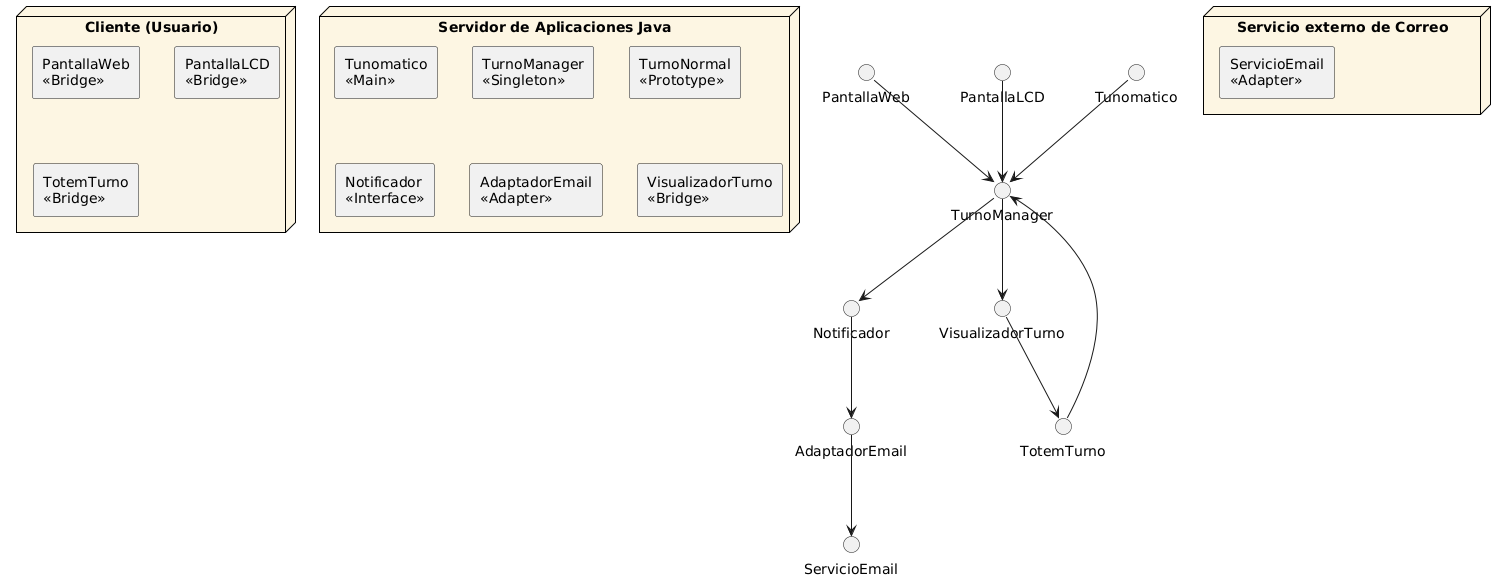 Cliente (Usuario)
PantallaWeb
«Bridge»
PantallaLCD
«Bridge»
TotemTurno
«Bridge»
Servidor de Aplicaciones Java
Tunomatico
«Main»
TurnoManager
«Singleton»
TurnoNormal
«Prototype»
Notificador
«Interface»
AdaptadorEmail
«Adapter»
VisualizadorTurno
«Bridge»
PantallaWeb
PantallaLCD
Tunomatico
TurnoManager
Notificador
VisualizadorTurno
AdaptadorEmail
TotemTurno
ServicioEmail
Servicio externo de Correo
ServicioEmail
«Adapter»